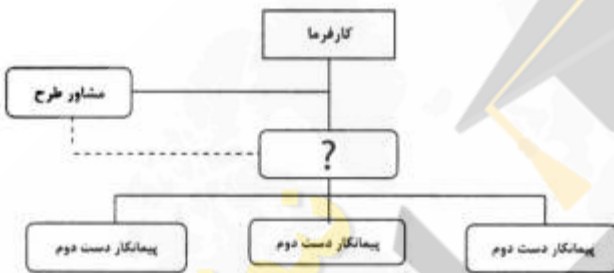 کارفرما
مشاور طرح
?
پیمانکار دست دوم
پیمانکار دست دوم
پیمانکار دست دوم